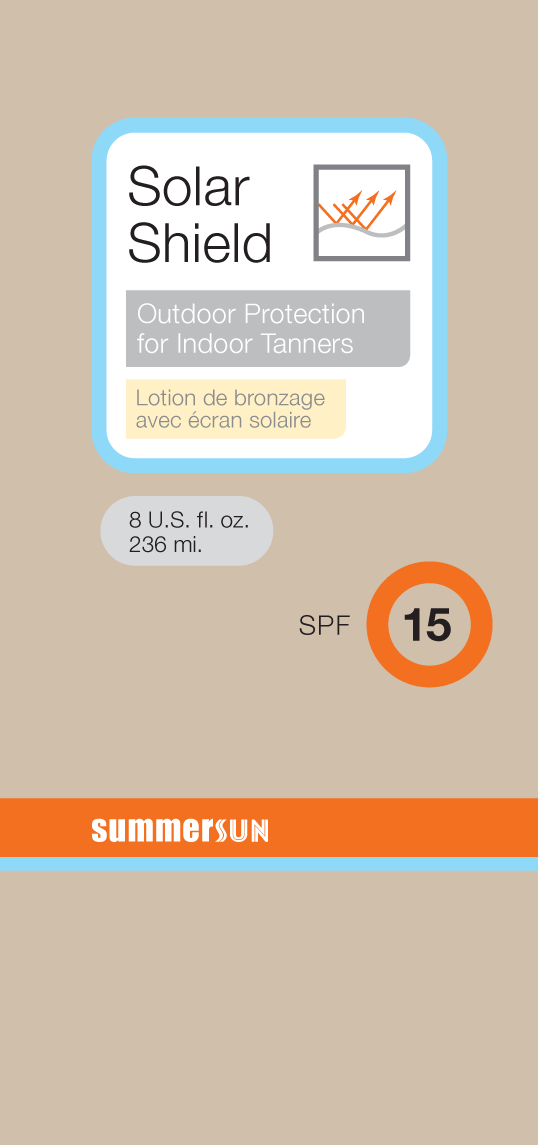 Solar
Shield
Outdoor Protection
for Indoor Tanners
Lotion de bronzage
avec écran solaire
8 U.S. fl. oz.
236 mi.
SPF 15
summerSUN